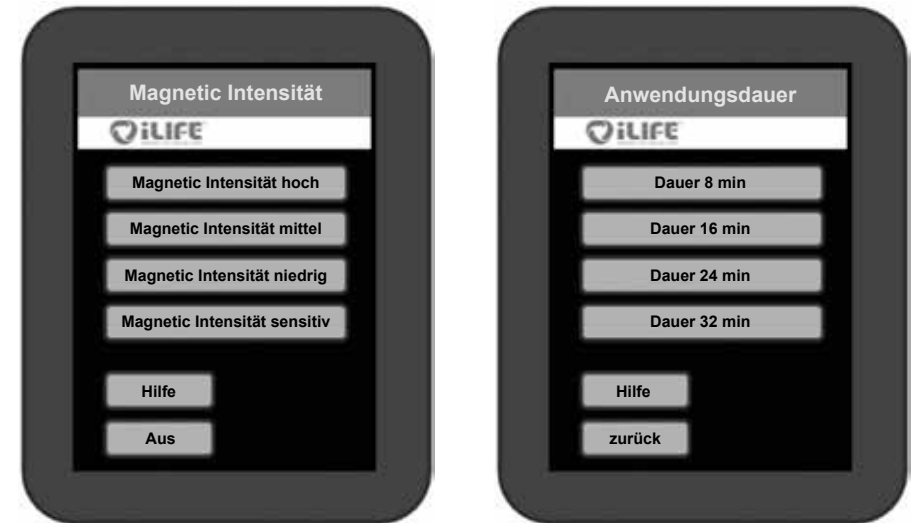 Magnetic Intensität
iLIFE
Magnetic Intensität hoch
Magnetic Intensität mittel
Magnetic Intensität niedrig
Magnetic Intensität sensitiv
Hilfe
Aus
Anwendungsdauer
iLIFE
Dauer 8 min
Dauer 16 min
Dauer 24 min
Dauer 32 min
Hilfe
zurück